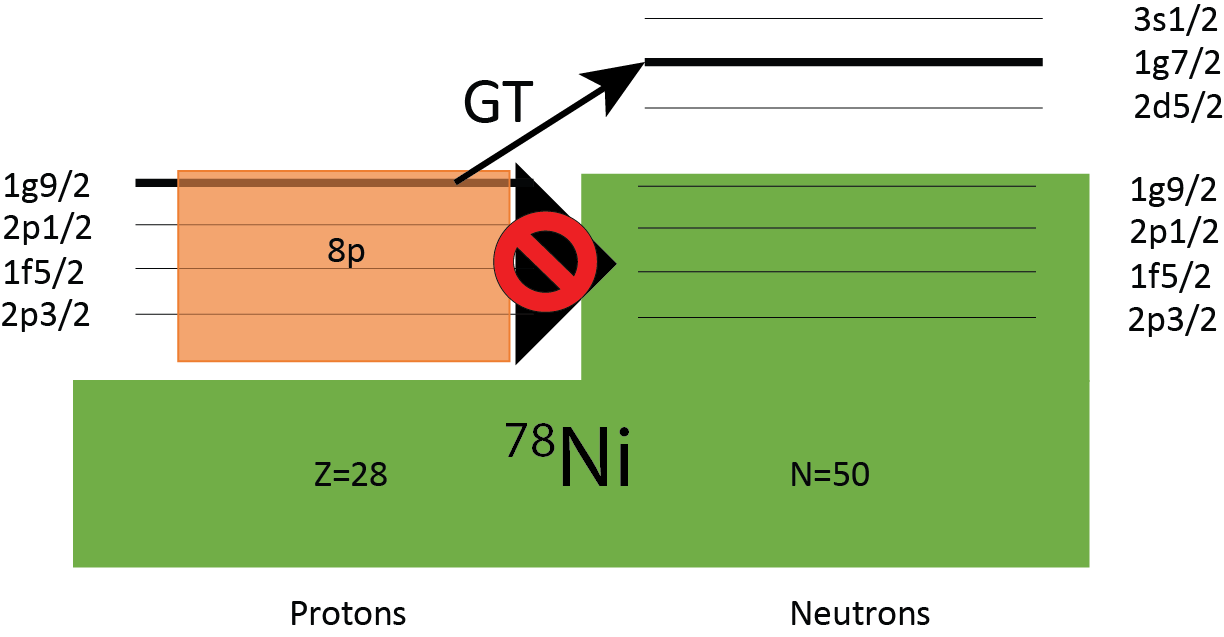 3s1/2
1g7/2
2d5/2
GT
1g9/2
2p1/2
1f5/2
2p3/2
8p
1g9/2
2p1/2
1f5/2
2p3/2
78Ni
Z=28
N=50
Protons
Neutrons